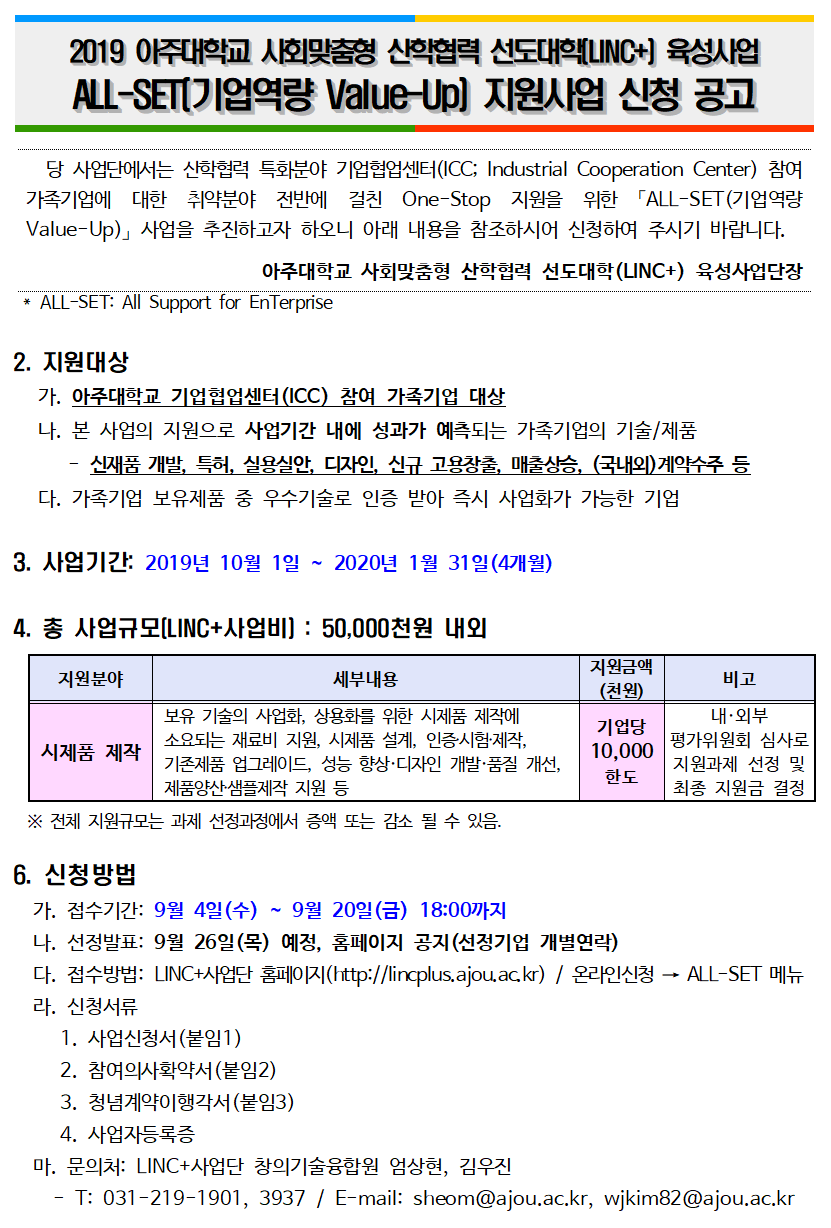 2019 아주대학교 사회맞춤형 산학협력 선도대학(LINC+) 육성사업
ALL-SET(기업역량 Value-Up) 지원사업 신청 공고
당 사업단에서는 산학협력 특화분야 기업협업센터(ICC; Industrial Cooperation Center) 참여
가족기업에 대한 취약분야 전반에 걸친 One-Stop 지원을 위한 「ALL-SET(기업역량
Value-Up)」 사업을 추진하고자 하오니 아래 내용을 참조하시어 신청하여 주시기 바랍니다.
아주대학교 사회맞춤형 산학협력 선도대학(LINC+) 육성사업단장
* ALL-SET: All Support for EnTerprise
2. 지원대상
가. 아주대학교 기업협업센터(ICC) 참여 가족기업 대상
나. 본 사업의 지원으로 사업기간 내에 성과가 예측되는 가족기업의 기술/제품
- 신재품 개발, 특허, 실용실안, 디자인, 신규 고용창출, 매출상승, (국내외)계약수주 등
다. 가족기업 보유제품 중 우수기술로 인증 받아 즉시 사업화가 가능한 기업
3. 사업기간: 2019년 10월 1일 ~ 2020년 1월 31일(4개월)
4. 총 사업규모(LINC+사업비) : 50,000천원 내외
지원분야 세부내용 지원금액 (천원) 비고
시제품 제작
보유 기술의 사업화, 상용화를 위한 시제품 제작에
소요되는 재료비 지원, 시제품 설계, 인증·시험·제작,
기존제품 업그레이드, 성능 향상·디자인 개발·품질 개선,
제품양산·샘플제작 지원 등
기업당
10,000
한도
내·외부
평가위원회 심사로
지원과제 선정 및
최종 지원금 결정
※ 전체 지원규모는 과제 선정과정에서 증액 또는 감소 될 수 있음.
6. 신청방법
가. 접수기간: 9월 4일(수) ~ 9월 20일(금) 18:00까지
나. 선정발표: 9월 26일(목) 예정, 홈페이지 공지(선정기업 개별연락)
다. 접수방법: LINC+사업단 홈페이지(http://lincplus.ajou.ac.kr) / 온라인신청 → ALL-SET 메뉴
라. 신청서류
1. 사업신청서(붙임1)
2. 참여의사확약서(붙임2)
3. 청념계약이행각서(붙임3)
4. 사업자등록증
마. 문의처: LINC+사업단 창의기술융합원 엄상현, 김우진
- T: 031-219-1901, 3937 / E-mail: sheom@ajou.ac.kr, wjkim82@ajou.ac.kr